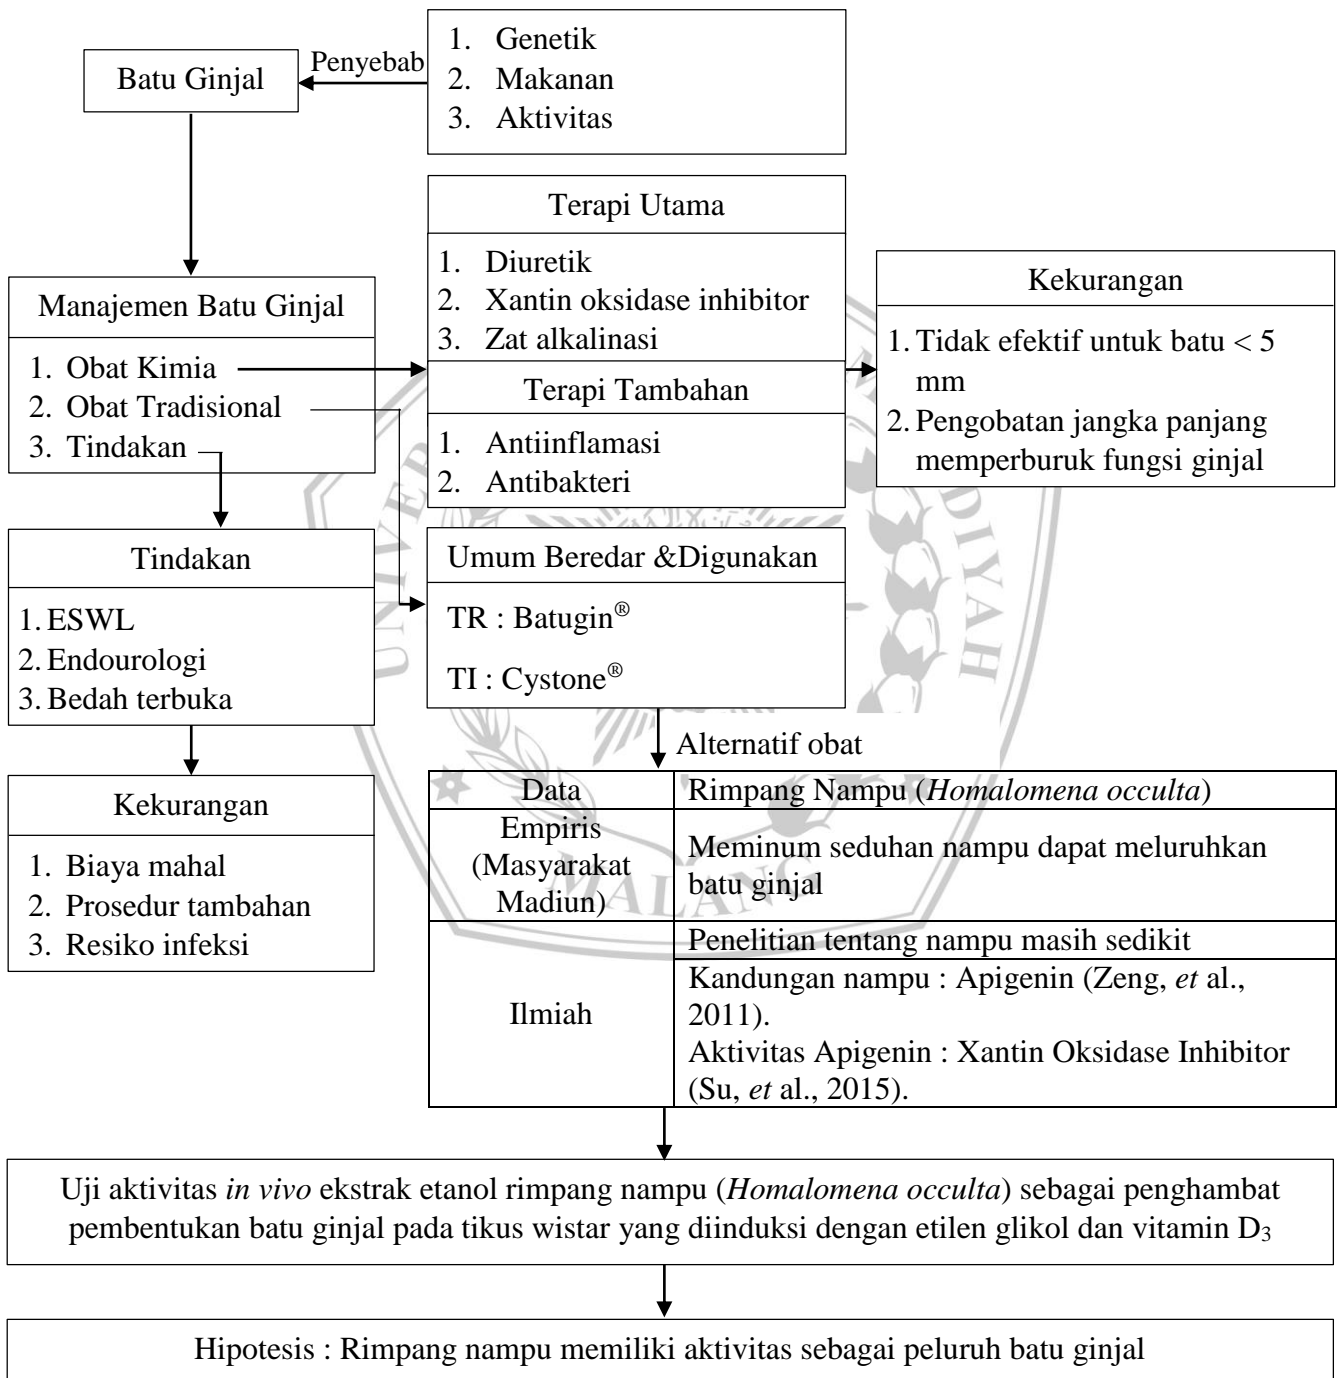 1. Genetik
2. Makanan
3. Aktivitas
Penyebab
Batu Ginjal
Terapi Utama
1. Diuretik
2. Xantin oksidase inhibitor
3. Zat alkalinasi
Terapi Tambahan
1. Antiinflamasi
2. Antibakteri
Kekurangan
1. Tidak efektif untuk batu < 5
mm
2. Pengobatan jangka panjang
memperburuk fungsi ginjal
Manajemen Batu Ginjal
1. Obat Kimia
2. Obat Tradisional
3. Tindakan
Tindakan
1. ESWL
2. Endourologi
3. Bedah terbuka
Umum Beredar &Digunakan
TR : Batugin®
TI : Cystone®
Alternatif obat
Kekurangan
1. Biaya mahal
2. Prosedur tambahan
3. Resiko infeksi
Data
Empiris
(Masyarakat
Madiun)
Rimpang Nampu (Homalomena occulta)
Meminum seduhan nampu dapat meluruhkan
batu ginjal
Ilmiah
Penelitian tentang nampu masih sedikit
Kandungan nampu : Apigenin (Zeng, et al.,
2011).
Aktivitas Apigenin : Xantin Oksidase Inhibitor
(Su, et al., 2015).
Uji aktivitas in vivo ekstrak etanol rimpang nampu (Homalomena occulta) sebagai penghambat
pembentukan batu ginjal pada tikus wistar yang diinduksi dengan etilen glikol dan vitamin D₃
Hipotesis : Rimpang nampu memiliki aktivitas sebagai peluruh batu ginjal
MALANG